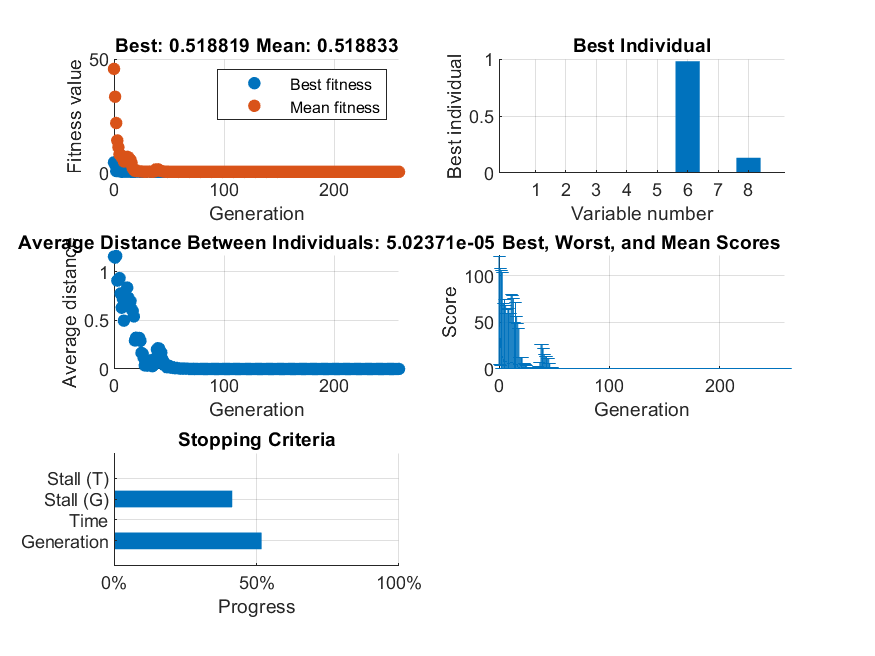 Best: 0.518819 Mean: 0.518833
Fitness value
50
0
0
100
200
Generation
Best fitness
Mean fitness
Best Individual
Best individual
1
0.5
0
1 2 3 4 5 6 7 8
Variable number
Average Distance Between Individuals: 5.02371e-05
Average distance
1
0.5
0
0
100
200
Generation
Best, Worst, and Mean Scores
Score
100
50
0
0
100
200
Generation
Stopping Criteria
Stall (T)
Stall (G)
Time
Generation
0%
50%
100%
Progress